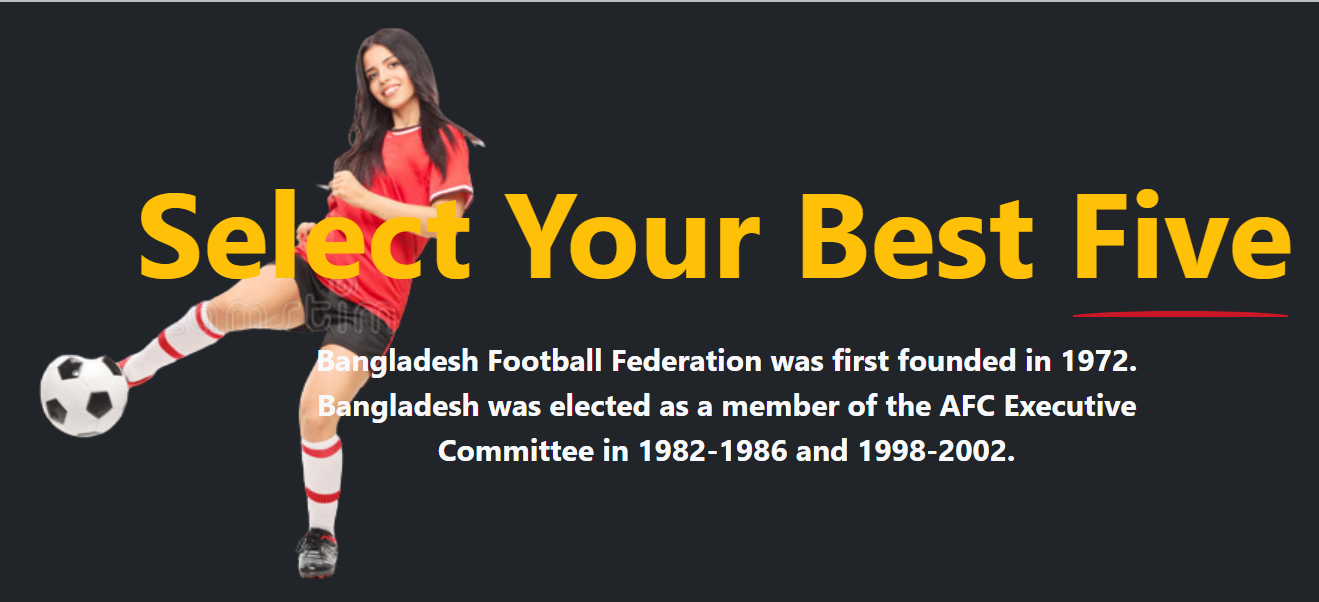 Select Your Best Five
Bangladesh Football Federation was first founded in 1972.
Bangladesh was elected as a member of the AFC Executive
Committee in 1982-1986 and 1998-2002.